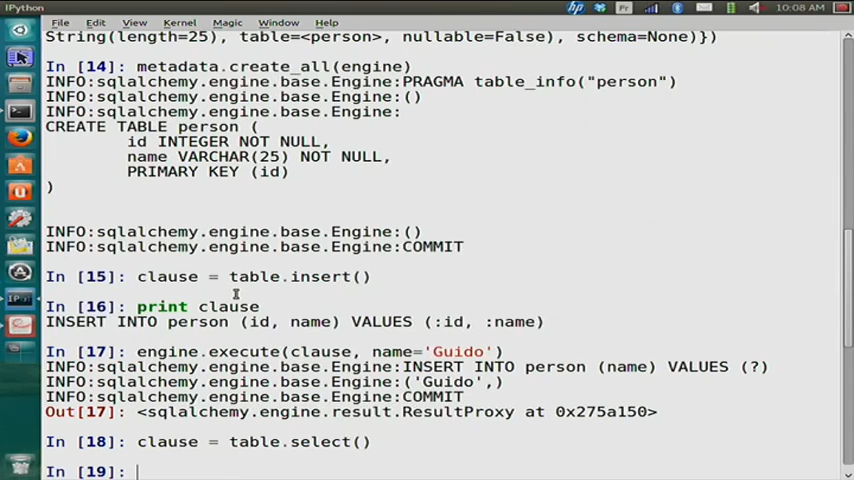 IPython
hp
Fr
10:08 AM
File Edit View Kernel Magic Window Help
String(length=25), table=<person>, nullable=False), schema=None)})
In [14]: metadata.create_all(engine)
INFO:sqlalchemy.engine.base.Engine:PRAGMA table_info("person")
INFO:sqlalchemy.engine.base.Engine:()
INFO:sqlalchemy.engine.base.Engine:
CREATE TABLE person (
id INTEGER NOT NULL,
name VARCHAR(25) NOT NULL,
PRIMARY KEY (id)
)
INFO:sqlalchemy.engine.base.Engine:()
INFO:sqlalchemy.engine.base.Engine:COMMIT
In [15]: clause = table.insert()
In [16]: print clause
INSERT INTO person (id, name) VALUES (:id, :name)
In [17]: engine.execute(clause, name='Guido')
INFO:sqlalchemy.engine.base.Engine:INSERT INTO person (name) VALUES (?)
INFO:sqlalchemy.engine.base.Engine:('Guido',)
INFO:sqlalchemy.engine.base.Engine:COMMIT
Out[17]: <sqlalchemy.engine.result.ResultProxy at 0x275a150>
In [18]: clause = table.select()
In [19]: